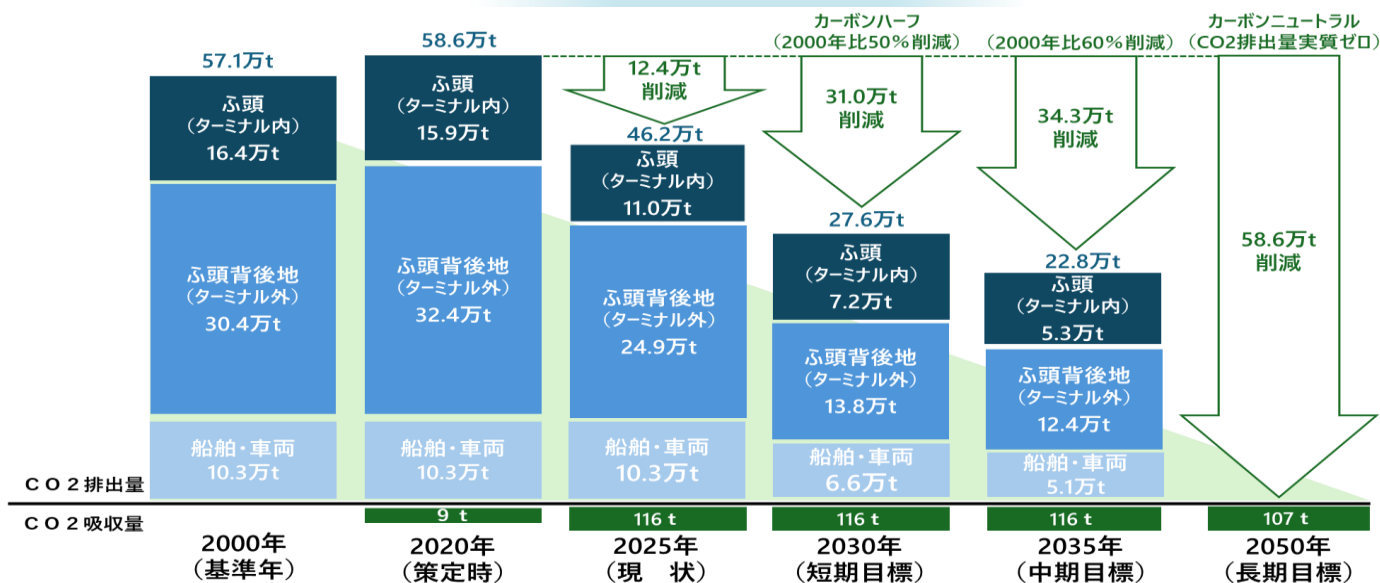 57.1万t
ふ頭
（ターミナル内）
16.4万t
ふ頭背後地
（ターミナル外）
30.4万t
船舶・車両
10.3万t
58.6万t
ふ頭
（ターミナル内）
15.9万t
ふ頭背後地
（ターミナル外）
32.4万t
船舶・車両
10.3万t
12.4万t
削減
46.2万t
ふ頭
（ターミナル内）
11.0万t
ふ頭背後地
（ターミナル外）
24.9万t
船舶・車両
10.3万t
カーボンハーフ
（2000年比50%削減）
31.0万t
削減
27.6万t
ふ頭
（ターミナル内）
7.2万t
ふ頭背後地
（ターミナル外）
13.8万t
船舶・車両
6.6万t
（2000年比60%削減）
34.3万t
削減
22.8万t
ふ頭
（ターミナル内）
5.3万t
ふ頭背後地
（ターミナル外）
12.4万t
船舶・車両
5.1万t
カーボンニュートラル
（CO2排出量実質ゼロ）
58.6万t
削減
CO2排出量
CO2吸収量
9 t
116 t
116 t
116 t
107 t
2000年
（基準年）
2020年
（策定時）
2025年
（現　状）
2030年
（短期目標）
2035年
（中期目標）
2050年
（長期目標）